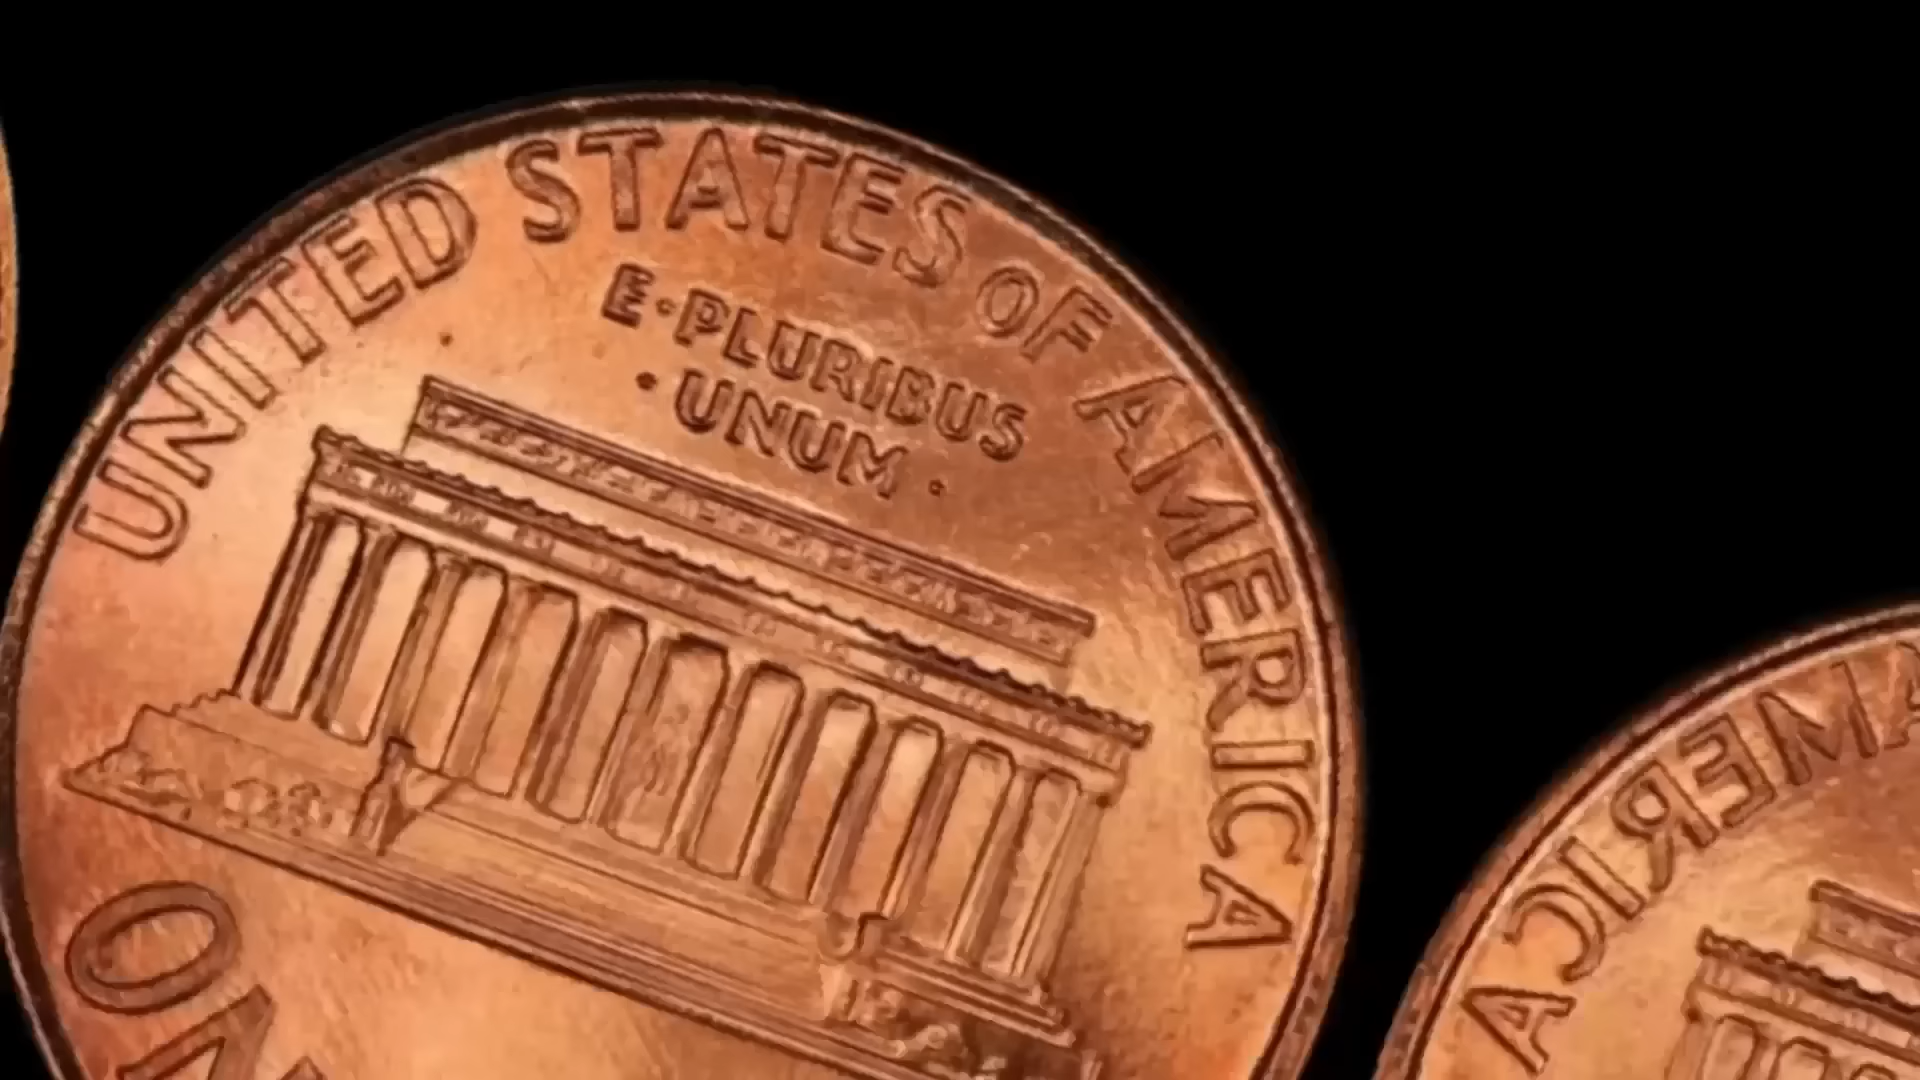 UNITED STATES OF AMERICA
E·PLURIBUS
·UNUM·
AMERICA